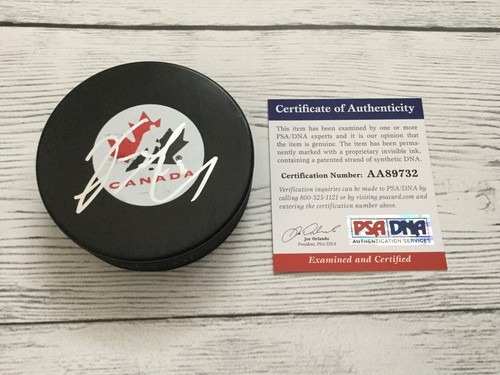 CANADA
Certificate of Authenticity
This item has been examined by one or more
PSA/DNA experts and it is our opinion that
the item is genuine. The item has been perma-
nently marked with a proprietary invisible ink,
containing a patented strand of synthetic DNA.
Certification Number: AA89732
Verification inquiries can be made to PSA/DNA by
calling 800-325-1121 or by visiting psacard.com and
entering the certification number above.
Joe Orlando
President, PSA/DNA
PSA DNA
AUTHENTICATION SERVICES
Examined and Certified